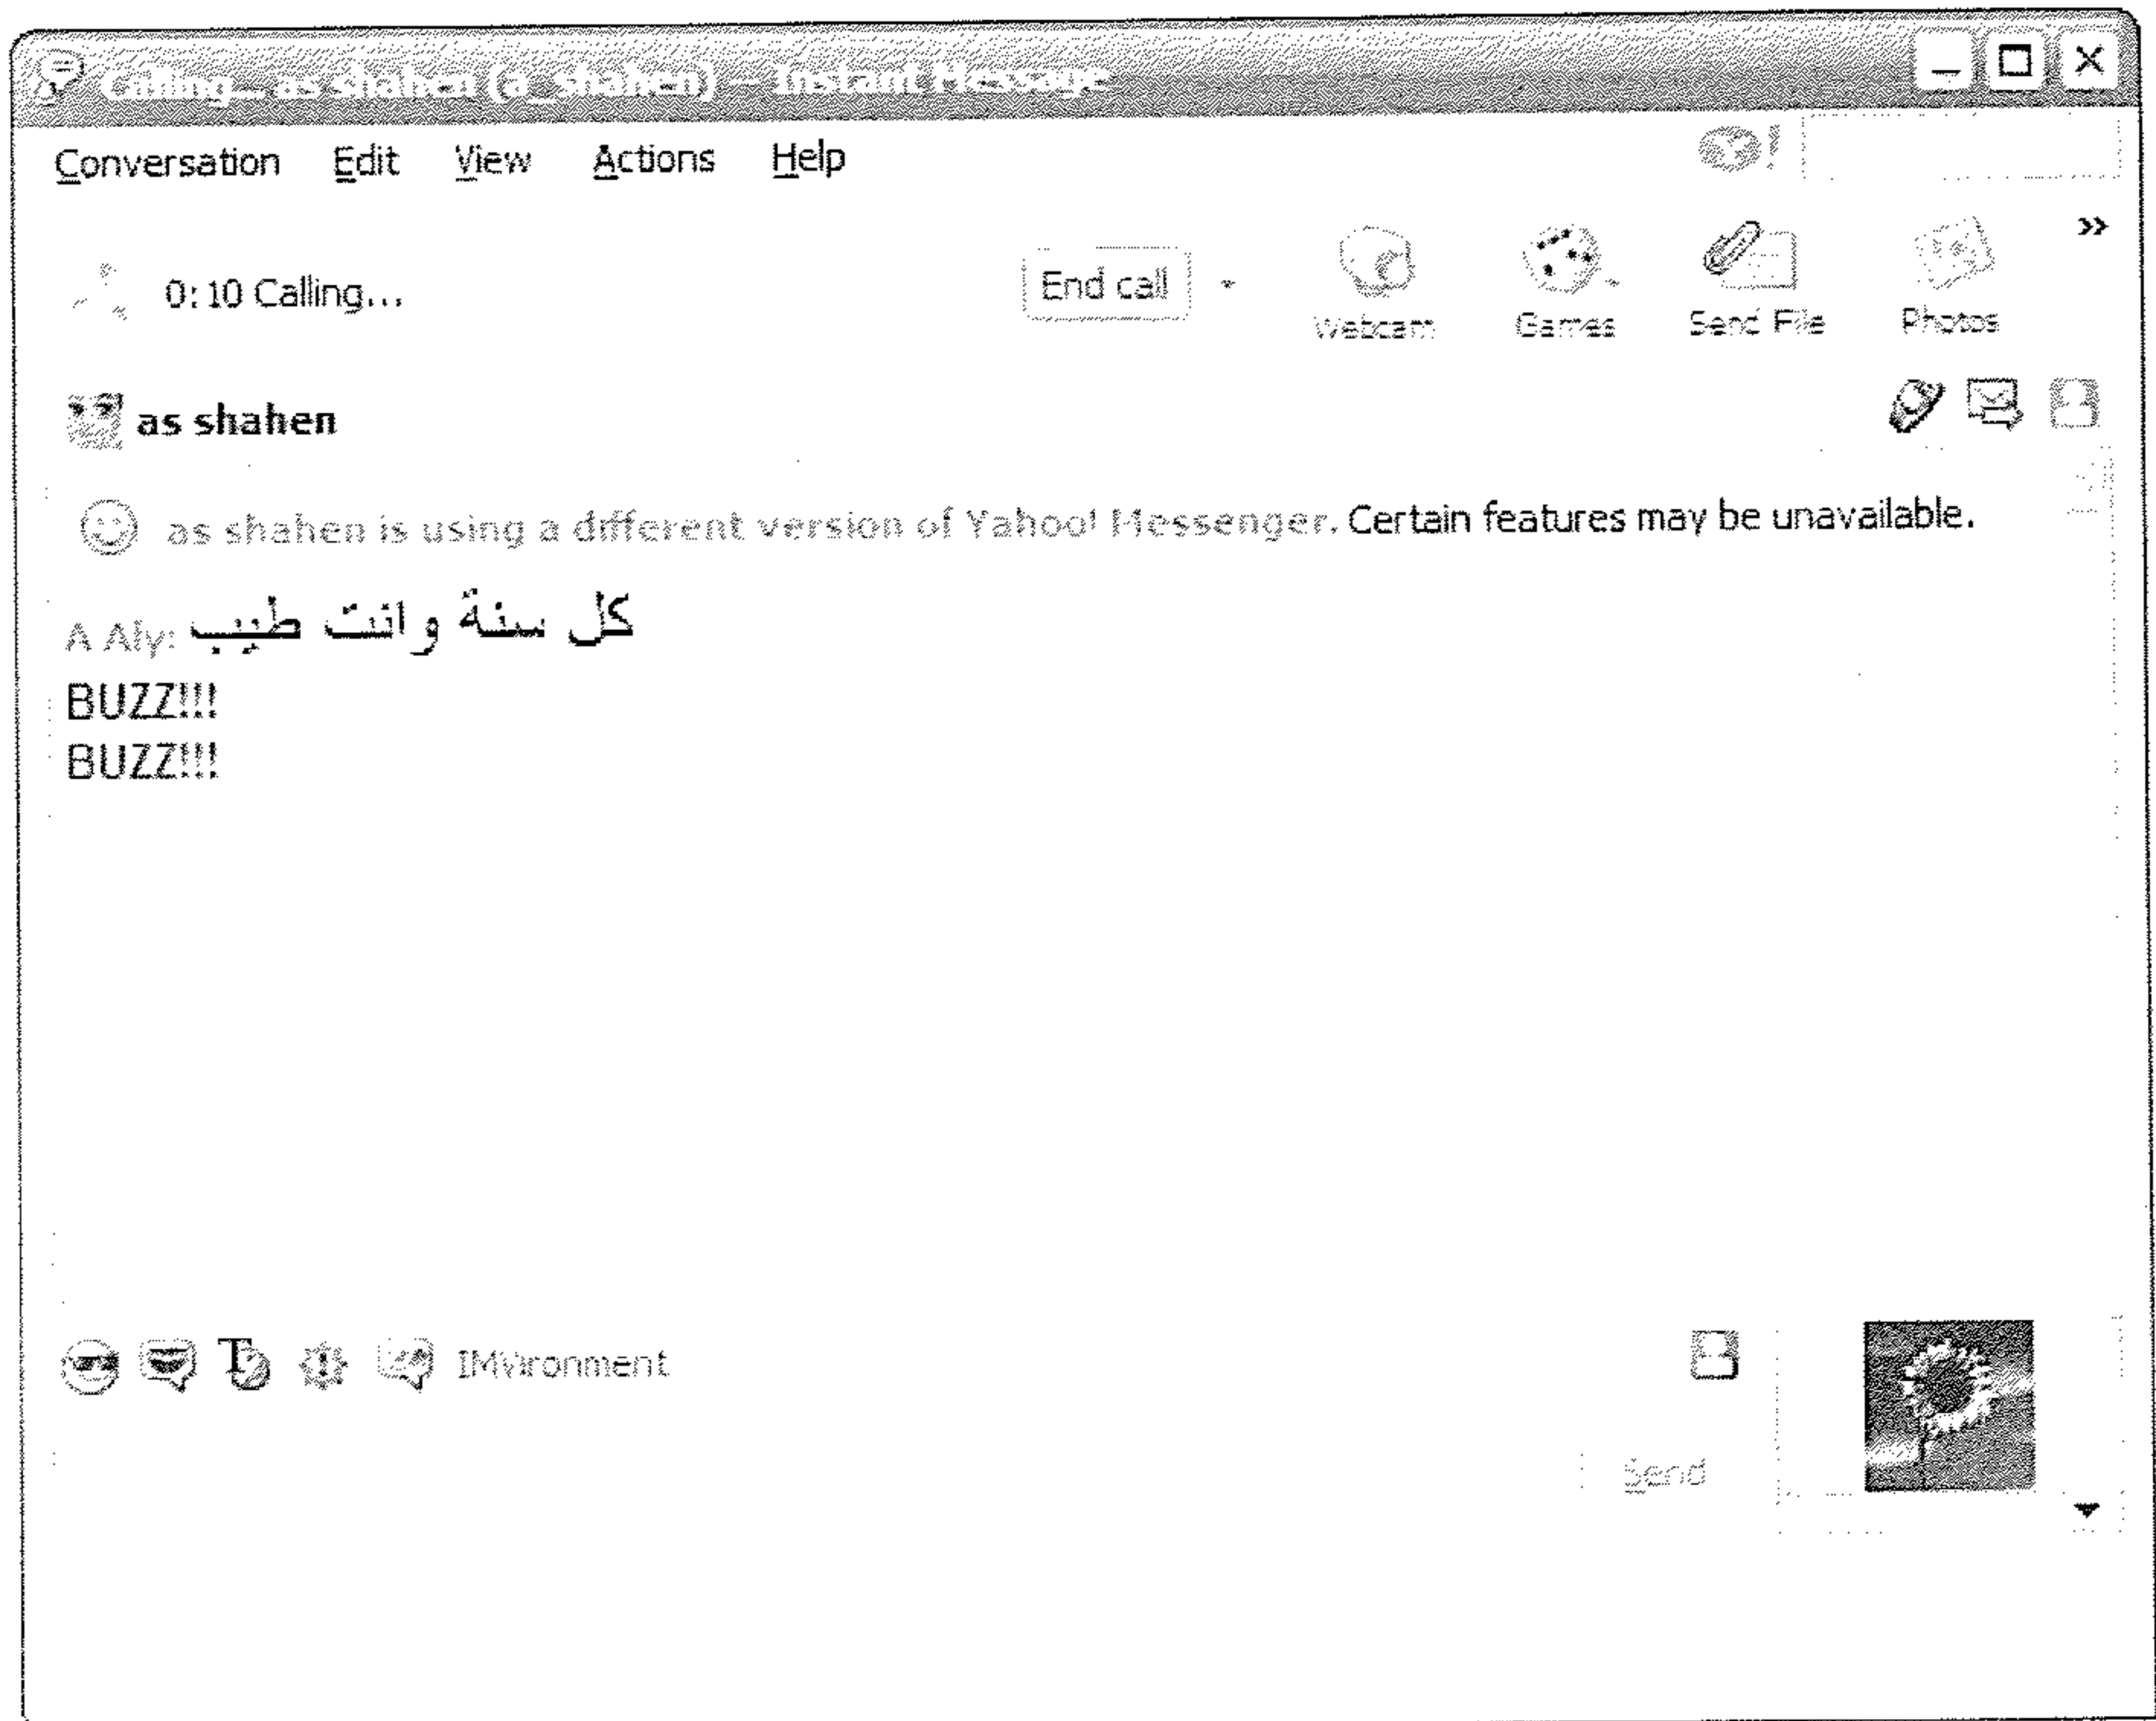 Calling... as shahen (a_shahen) -- Instant Message
Conversation Edit View Actions Help
0:10 Calling... End call Webcam Games Send File Photos
as shahen
as shahen is using a different version of Yahoo! Messenger. Certain features may be unavailable.
A Aly: كل سنة وانت طيب
BUZZ!!!
BUZZ!!!
IMVironment
Send